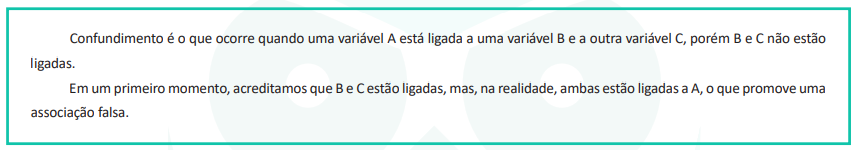 Confundimento é o que ocorre quando uma variável A está ligada a uma variável B e a outra variável C, porém B e C não estão
ligadas.
Em um primeiro momento, acreditamos que B e C estão ligadas, mas, na realidade, ambas estão ligadas a A, o que promove uma
associação falsa.